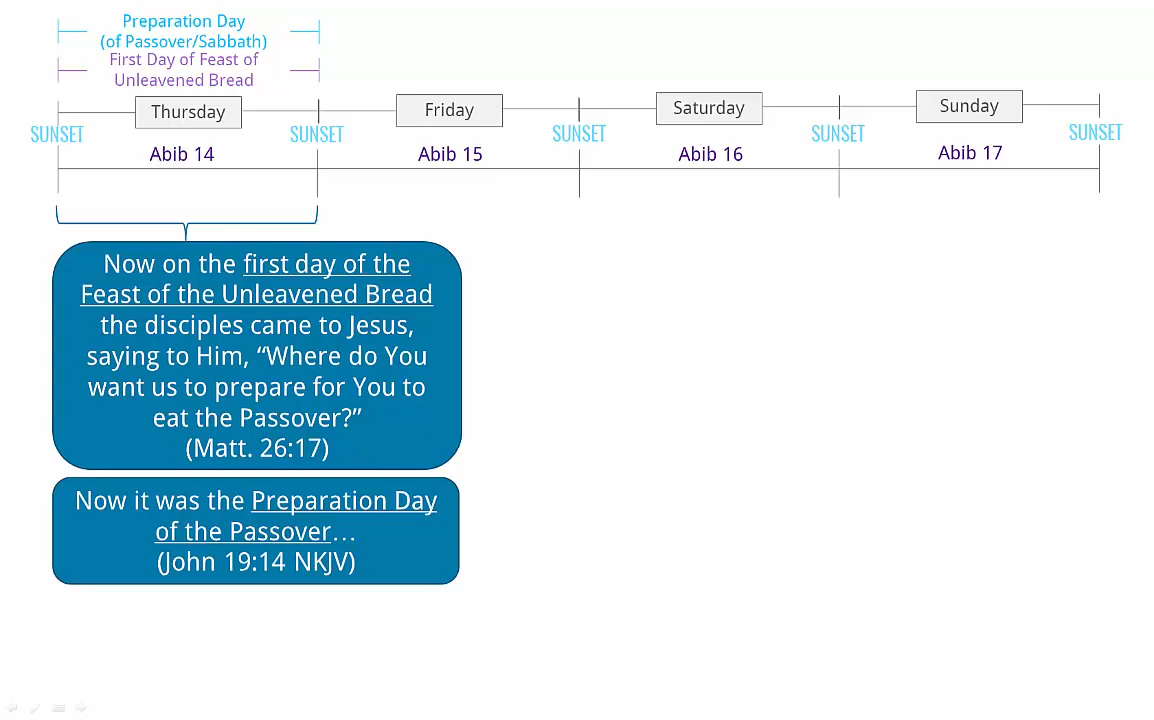 Preparation Day
(of Passover/Sabbath)
First Day of Feast of
Unleavened Bread
Thursday
Friday
Saturday
Sunday
SUNSET
SUNSET
SUNSET
SUNSET
SUNSET
Abib 14
Abib 15
Abib 16
Abib 17
Now on the first day of the
Feast of the Unleavened Bread
the disciples came to Jesus,
saying to Him, “Where do You
want us to prepare for You to
eat the Passover?”
(Matt. 26:17)
Now it was the Preparation Day
of the Passover…
(John 19:14 NKJV)